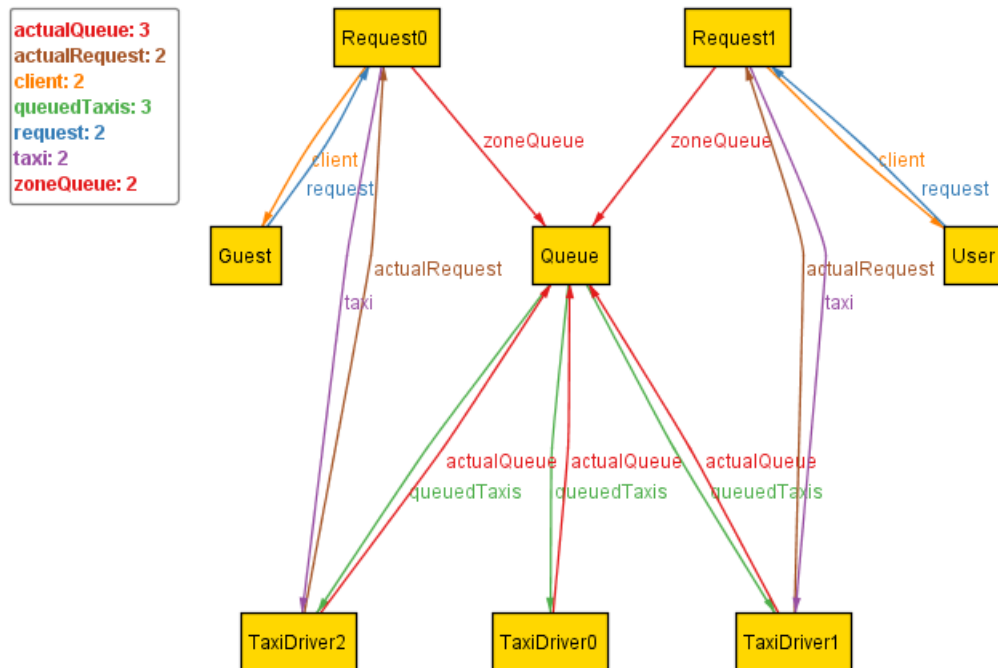 actualQueue: 3
actualRequest: 2
client: 2
queuedTaxis: 3
request: 2
taxi: 2
zoneQueue: 2
Request0
Request1
zoneQueue
zoneQueue
client
client
request
request
Guest
Queue
User
actualRequest
actualRequest
taxi
taxi
actualQueue
actualQueue
actualQueue
queuedTaxis
queuedTaxis
queuedTaxis
TaxiDriver2
TaxiDriver0
TaxiDriver1